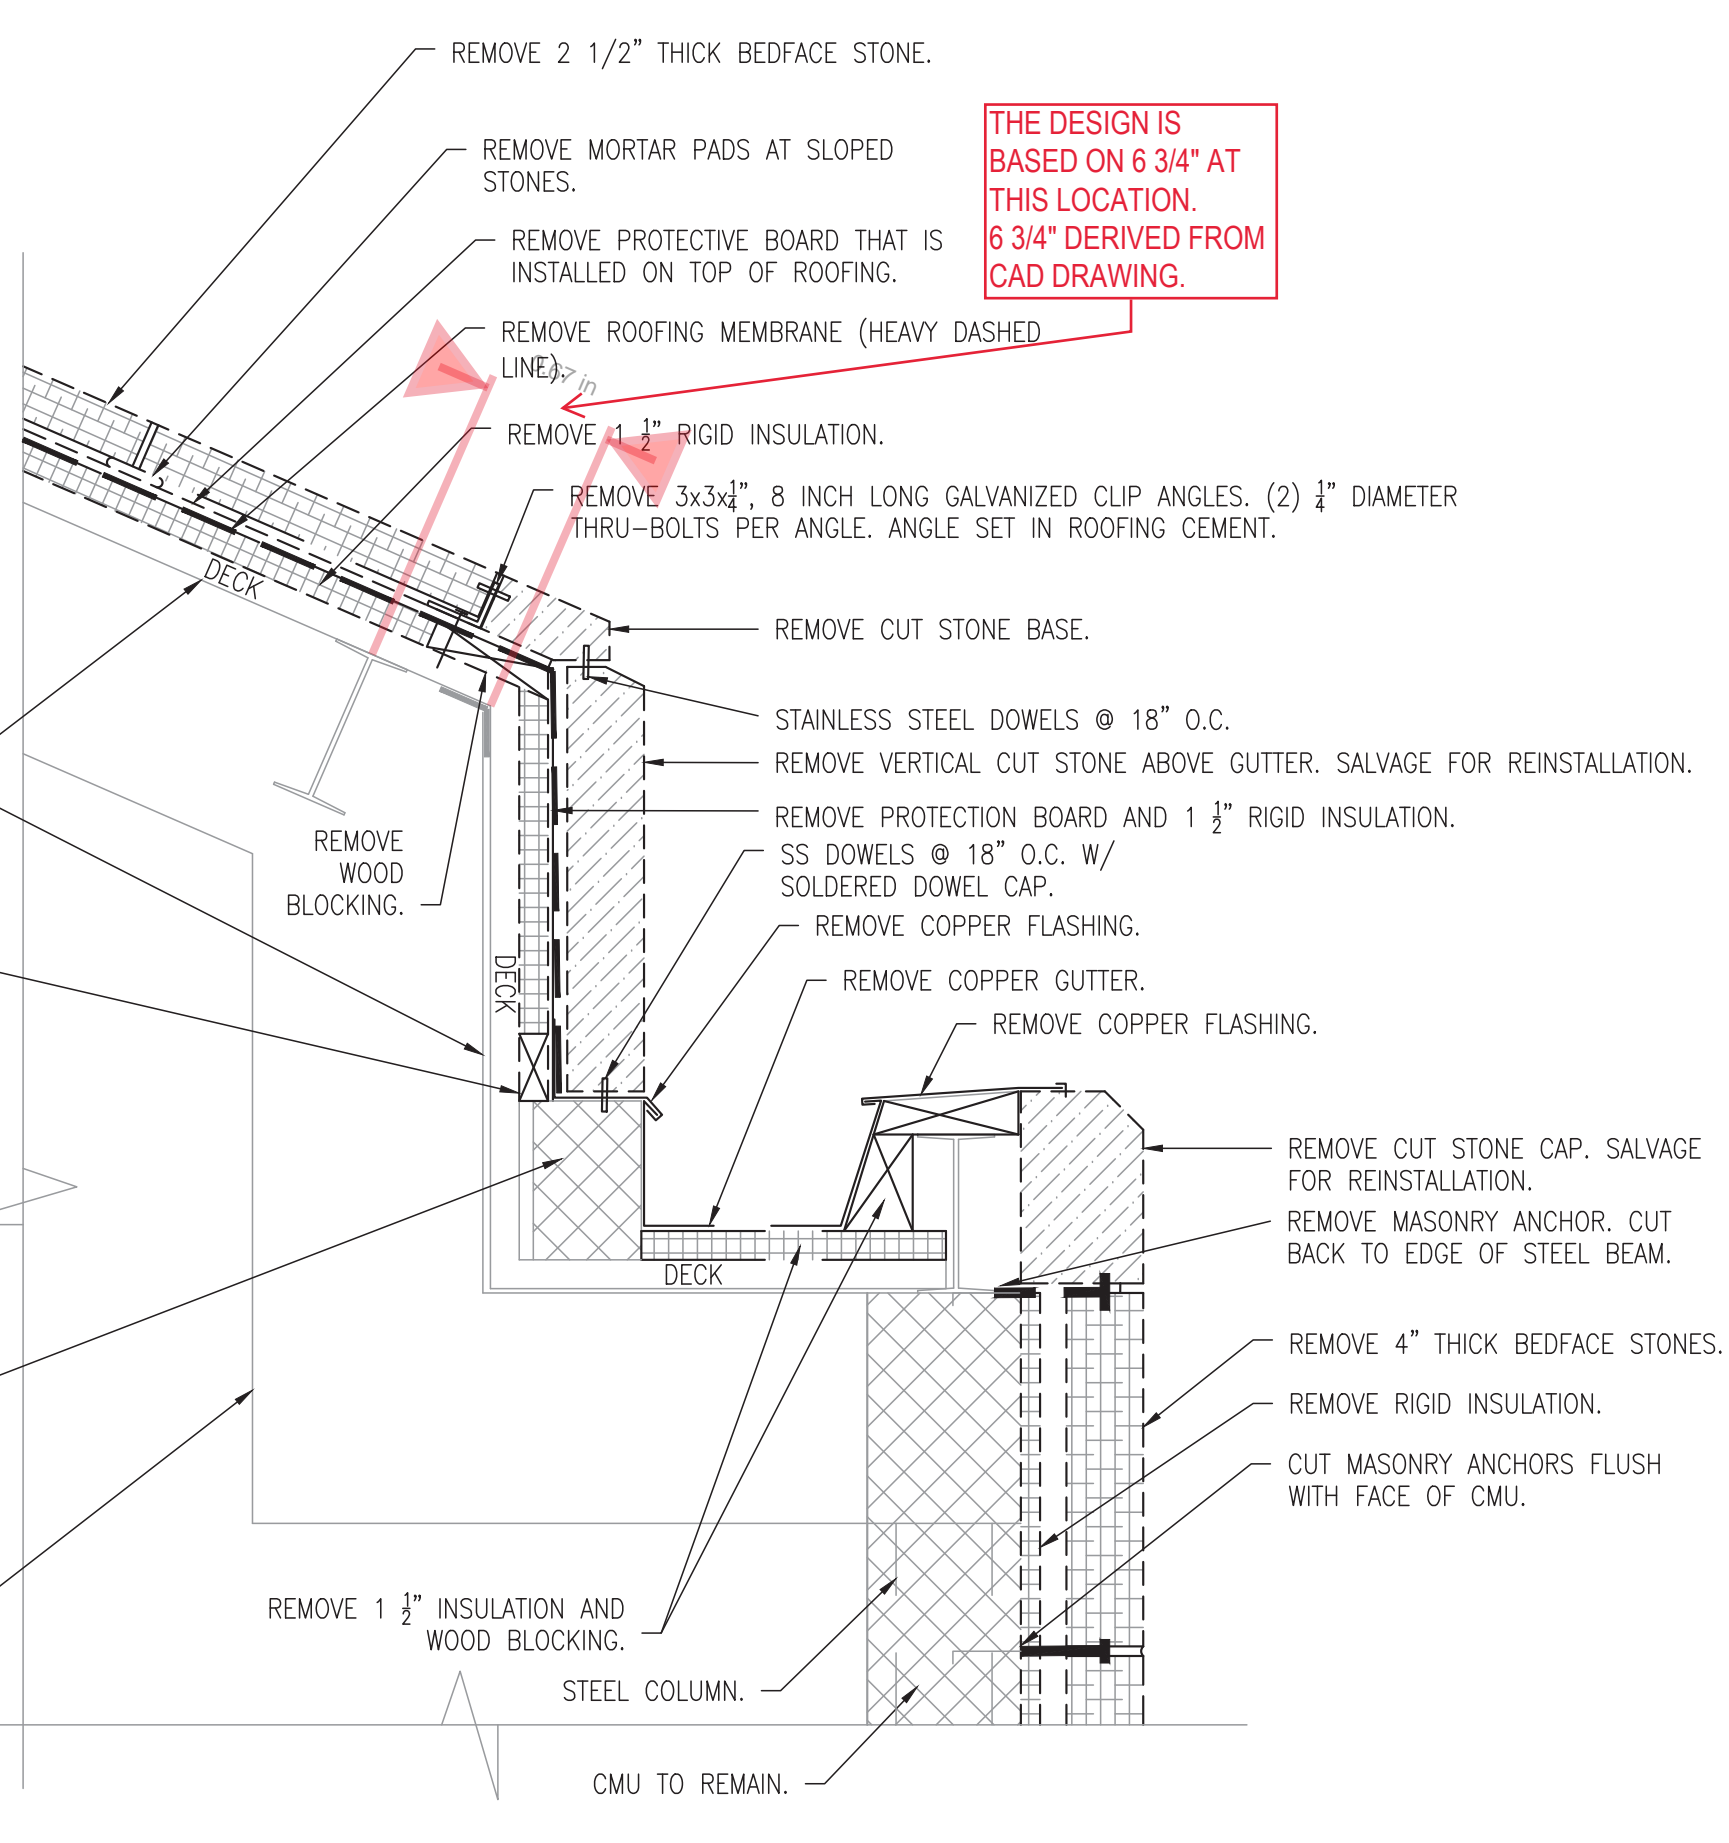 REMOVE 2 1/2" THICK BEDFACE STONE.
REMOVE MORTAR PADS AT SLOPED
STONES.
THE DESIGN IS
BASED ON 6 3/4" AT
THIS LOCATION.
6 3/4" DERIVED FROM
CAD DRAWING.
REMOVE PROTECTIVE BOARD THAT IS
INSTALLED ON TOP OF ROOFING.
REMOVE ROOFING MEMBRANE (HEAVY DASHED
LINE).
REMOVE 1 1/2" RIGID INSULATION.
REMOVE 3x3x1/4", 8 INCH LONG GALVANIZED CLIP ANGLES. (2) 1/4" DIAMETER
THRU-BOLTS PER ANGLE. ANGLE SET IN ROOFING CEMENT.
DECK
REMOVE CUT STONE BASE.
STAINLESS STEEL DOWELS @ 18" O.C.
REMOVE VERTICAL CUT STONE ABOVE GUTTER. SALVAGE FOR REINSTALLATION.
REMOVE PROTECTION BOARD AND 1 1/2" RIGID INSULATION.
REMOVE
WOOD
BLOCKING.
SS DOWELS @ 18" O.C. W/
SOLDERED DOWEL CAP.
REMOVE COPPER FLASHING.
DECK
REMOVE COPPER GUTTER.
REMOVE COPPER FLASHING.
REMOVE CUT STONE CAP. SALVAGE
FOR REINSTALLATION.
REMOVE MASONRY ANCHOR. CUT
BACK TO EDGE OF STEEL BEAM.
DECK
REMOVE 4" THICK BEDFACE STONES.
REMOVE RIGID INSULATION.
CUT MASONRY ANCHORS FLUSH
WITH FACE OF CMU.
REMOVE 1 1/2" INSULATION AND
WOOD BLOCKING.
STEEL COLUMN.
CMU TO REMAIN.